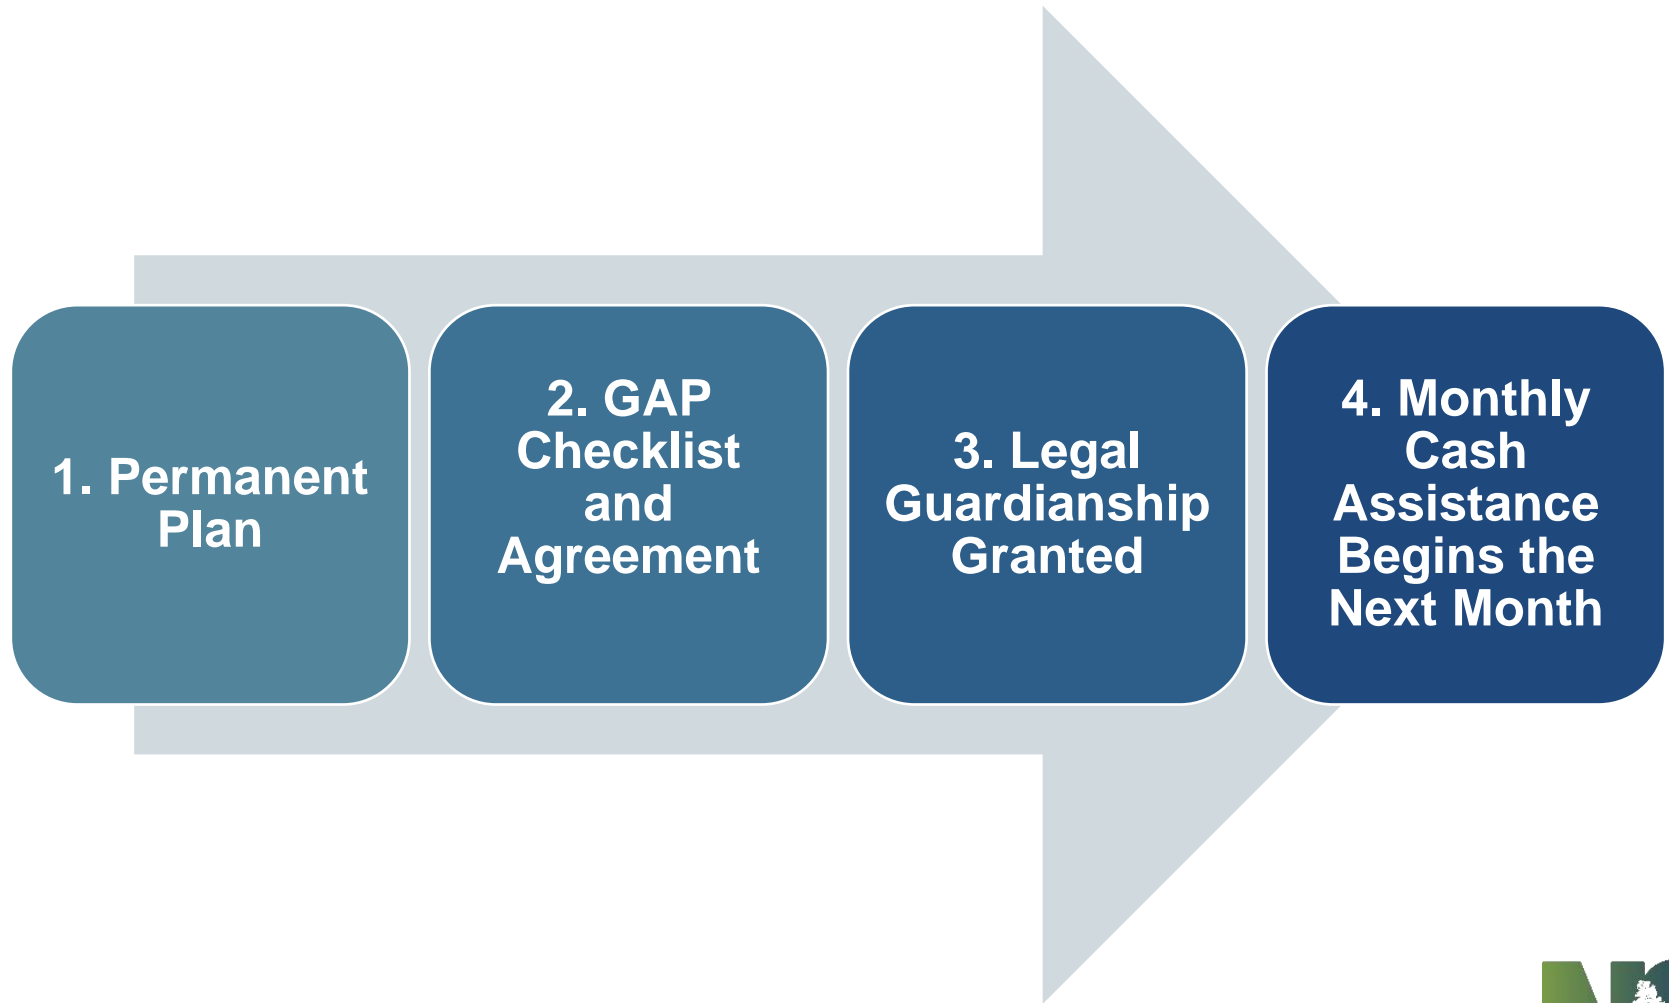 1. Permanent
Plan
2. GAP
Checklist
and
Agreement
3. Legal
Guardianship
Granted
4. Monthly
Cash
Assistance
Begins the
Next Month